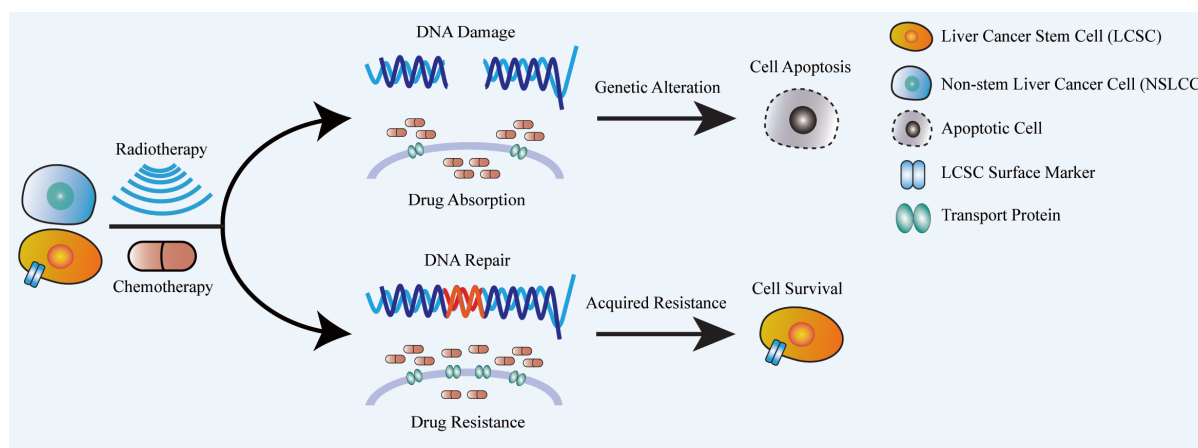 DNA Damage
Genetic Alteration
Cell Apoptosis
Drug Absorption
Radiotherapy
Chemotherapy
DNA Repair
Acquired Resistance
Cell Survival
Drug Resistance
Liver Cancer Stem Cell (LCSC)
Non-stem Liver Cancer Cell (NSLCC
Apoptotic Cell
LCSC Surface Marker
Transport Protein